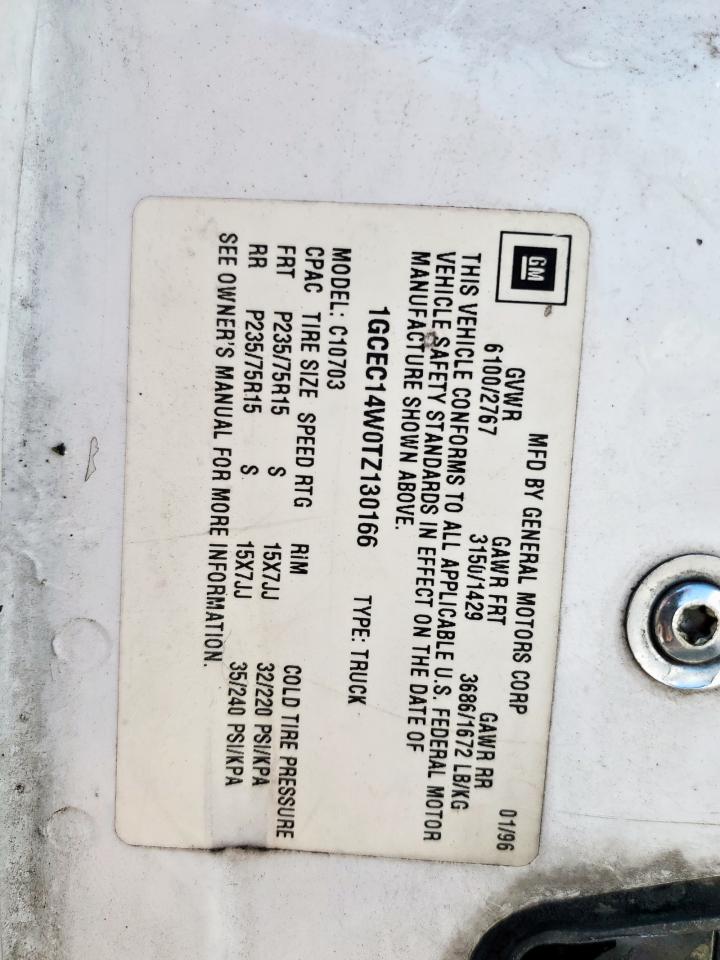 GM
MFD BY GENERAL MOTORS CORP 01/96
GVWR GAWR FRT GAWR RR
6100/2767 3150/1429 3686/1672 LB/KG
THIS VEHICLE CONFORMS TO ALL APPLICABLE U.S. FEDERAL MOTOR
VEHICLE SAFETY STANDARDS IN EFFECT ON THE DATE OF
MANUFACTURE SHOWN ABOVE.
1GCEC14W0TZ130166 TYPE: TRUCK
MODEL: C10703
CPAC TIRE SIZE SPEED RTG RIM COLD TIRE PRESSURE
FRT P235/75R15 S 15X7JJ 32/220 PSI/KPA
RR P235/75R15 S 15X7JJ 35/240 PSI/KPA
SEE OWNER'S MANUAL FOR MORE INFORMATION.